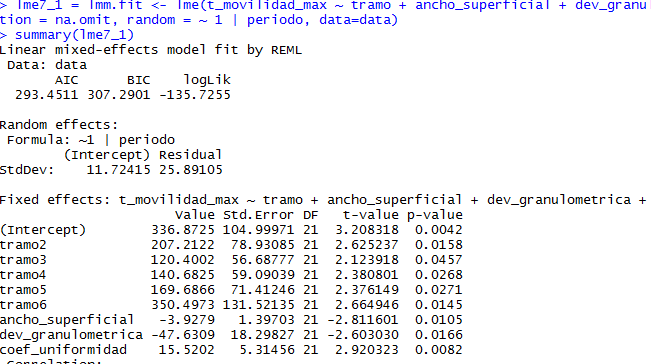 > lme7_1 = lmm.fit <- lme(t_movilidad_max ~ tramo + ancho_superficial + dev_granul
tion = na.omit, random = ~ 1 | periodo, data=data)
> summary(lme7_1)
Linear mixed-effects model fit by REML
Data: data
AIC BIC logLik
293.4511 307.2901 -135.7255
Random effects:
Formula: ~1 | periodo
(Intercept) Residual
StdDev: 11.72415 25.89105
Fixed effects: t_movilidad_max ~ tramo + ancho_superficial + dev_granulometrica +
Value Std.Error DF t-value p-value
(Intercept) 336.8725 104.99971 21 3.208318 0.0042
tramo2 207.2122 78.93085 21 2.625237 0.0158
tramo3 120.4002 56.68777 21 2.123918 0.0457
tramo4 140.6825 59.09039 21 2.380801 0.0268
tramo5 169.6866 71.41246 21 2.376149 0.0271
tramo6 350.4973 131.52135 21 2.664946 0.0145
ancho_superficial -3.9279 1.39703 21 -2.811601 0.0105
dev_granulometrica -47.6309 18.29827 21 -2.603030 0.0166
coef_uniformidad 15.5202 5.31456 21 2.920323 0.0082
Correlation: